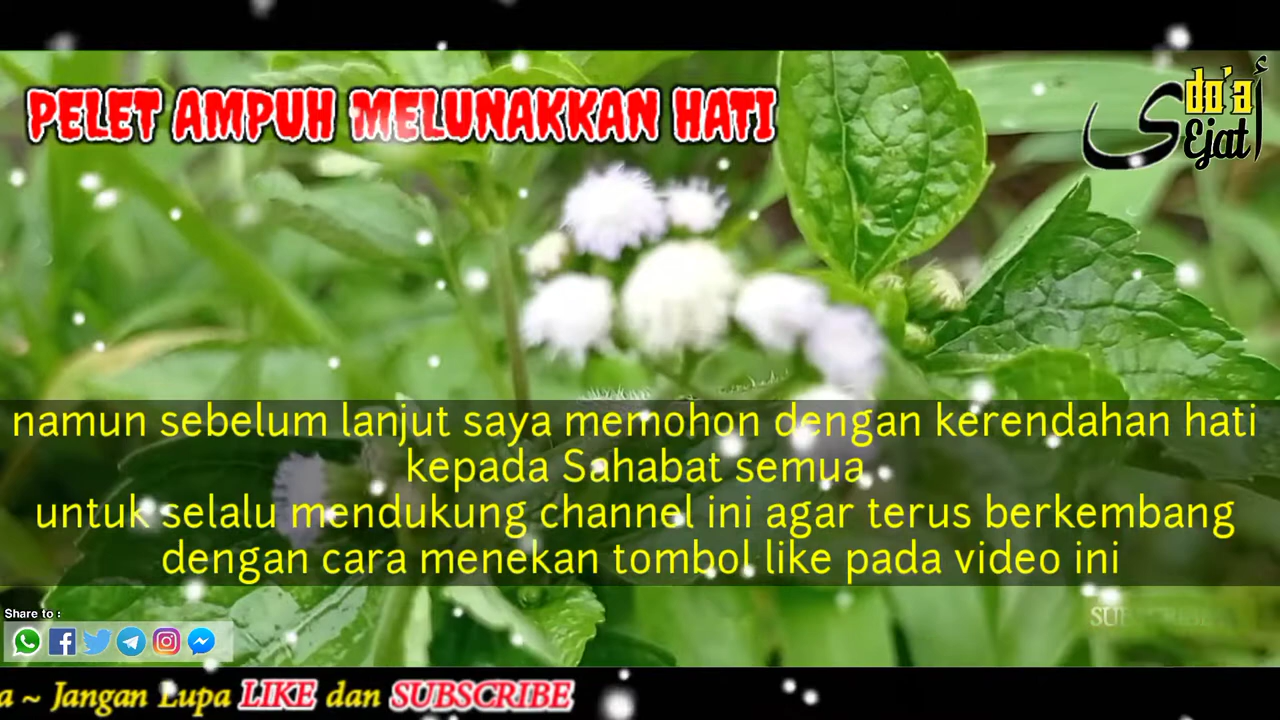 PELET AMPUH MELUNAKKAN HATI
do'a
Ejati
namun sebelum lanjut saya memohon dengan kerendahan hati
kepada Sahabat semua
untuk selalu mendukung channel ini agar terus berkembang
dengan cara menekan tombol like pada video ini
Share to :
SUBSCRIBE
a ~ Jangan Lupa LIKE dan SUBSCRIBE